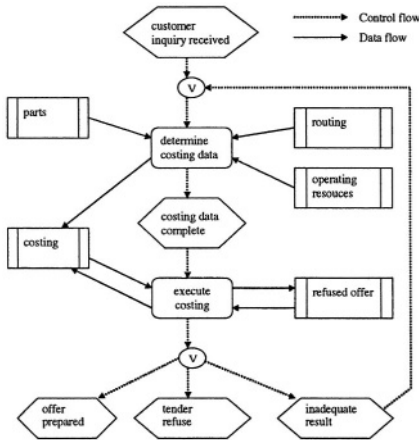 customer
inquiry received
Control flow
Data flow
V
parts
routing
determine
costing data
operating
resouces
costing data
complete
costing
execute
costing
refused offer
V
offer
prepared
tender
refuse
inadequate
result